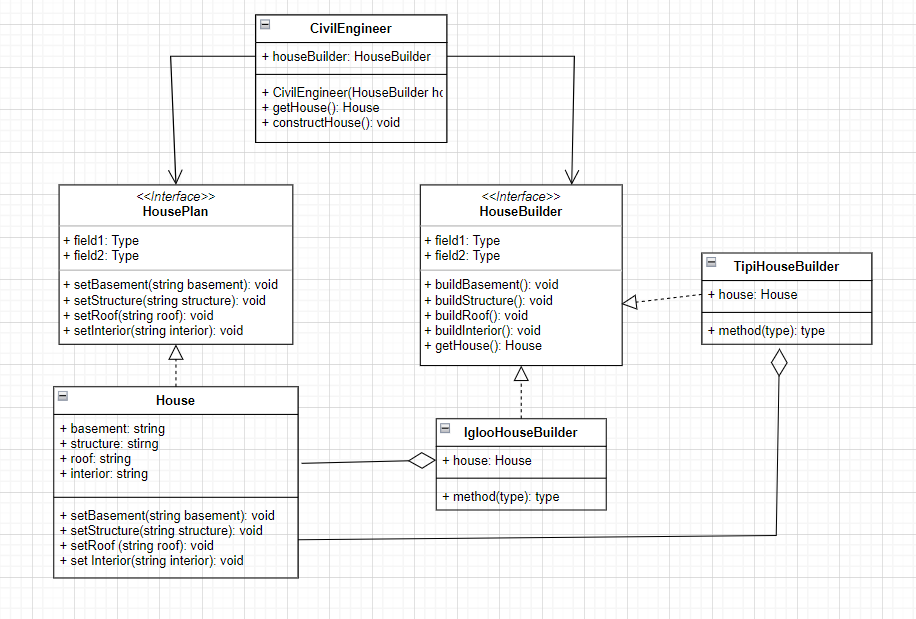 CivilEngineer
+ houseBuilder: HouseBuilder
+ CivilEngineer(HouseBuilder
+ getHouse(): House
+ constructHouse(): void
<<Interface>>
HousePlan
+ field1: Type
+ field2: Type
+ setBasement(string basement): void
+ setStructure(string structure): void
+ setRoof(string roof): void
+ setInterior(string interior): void
<<Interface>>
HouseBuilder
+ field1: Type
+ field2: Type
+ buildBasement(): void
+ buildStructure(): void
+ buildRoof(): void
+ buildInterior(): void
+ getHouse(): House
TipiHouseBuilder
+ house: House
+ method(type): type
House
+ basement: string
+ structure: stirng
+ roof: string
+ interior: string
+ setBasement(string basement): void
+ setStructure(string structure): void
+ setRoof (string roof): void
+ set Interior(string interior): void
IglooHouseBuilder
+ house: House
+ method(type): type